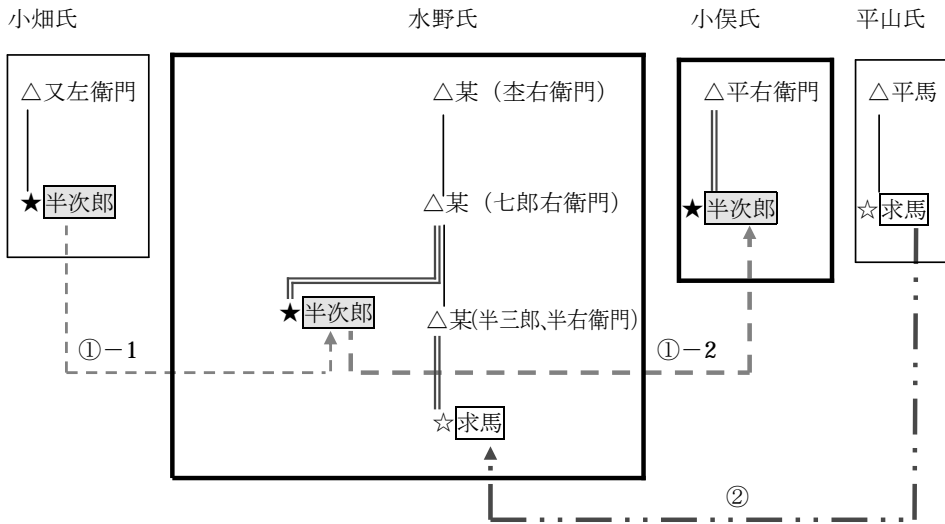 小畑氏 水野氏 小俣氏 平山氏
△又左衛門 △某（杢右衛門） △平右衛門 △平馬
★半次郎 △某（七郎右衛門） ★半次郎 ☆求馬
★半次郎 △某(半三郎、半右衛門)
①－1 ①－2
☆求馬
②